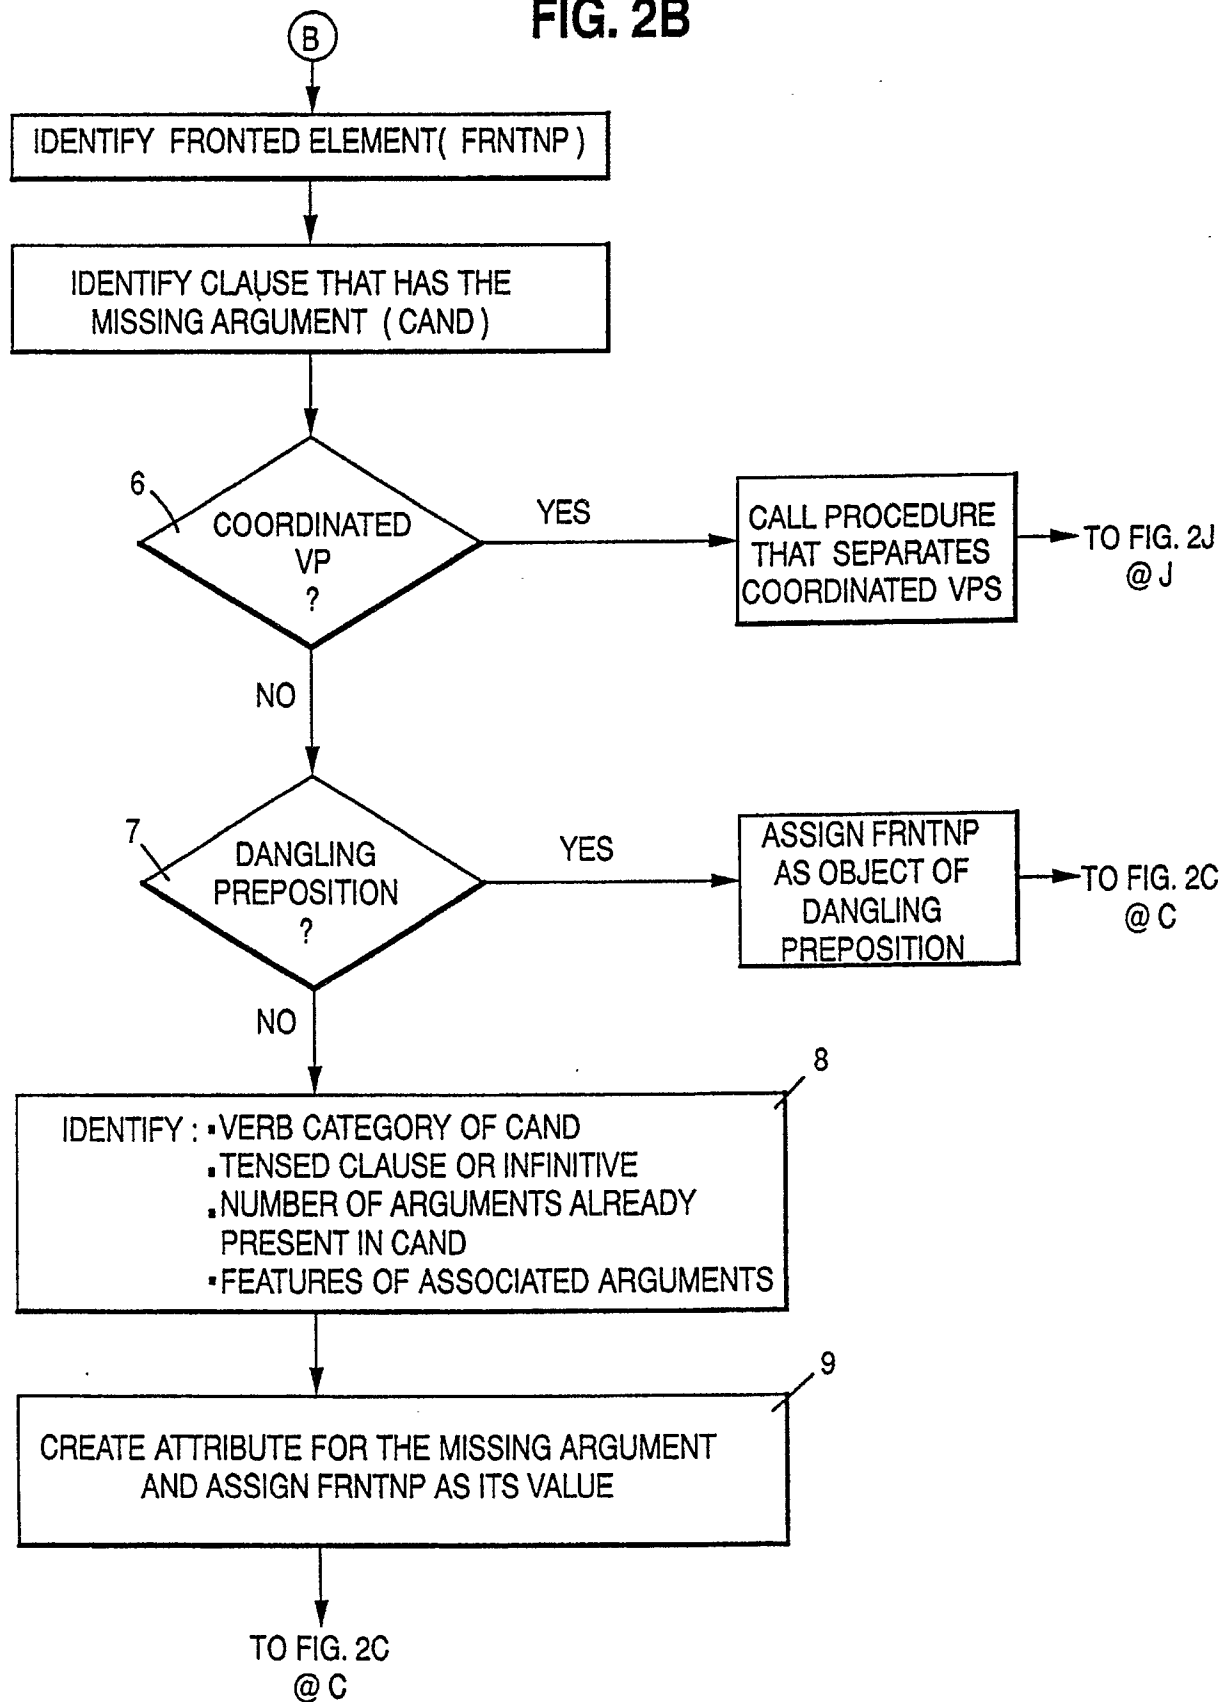 FIG. 2B
B
IDENTIFY FRONTED ELEMENT( FRNTNP )
IDENTIFY CLAUSE THAT HAS THE
MISSING ARGUMENT ( CAND )
6
COORDINATED
VP
?
YES
CALL PROCEDURE
THAT SEPARATES
COORDINATED VPS
TO FIG. 2J
@ J
NO
7
DANGLING
PREPOSITION
?
YES
ASSIGN FRNTNP
AS OBJECT OF
DANGLING
PREPOSITION
TO FIG. 2C
@ C
NO
8
IDENTIFY : ▪ VERB CATEGORY OF CAND
▪ TENSED CLAUSE OR INFINITIVE
▪ NUMBER OF ARGUMENTS ALREADY
PRESENT IN CAND
▪ FEATURES OF ASSOCIATED ARGUMENTS
9
CREATE ATTRIBUTE FOR THE MISSING ARGUMENT
AND ASSIGN FRNTNP AS ITS VALUE
TO FIG. 2C
@ C